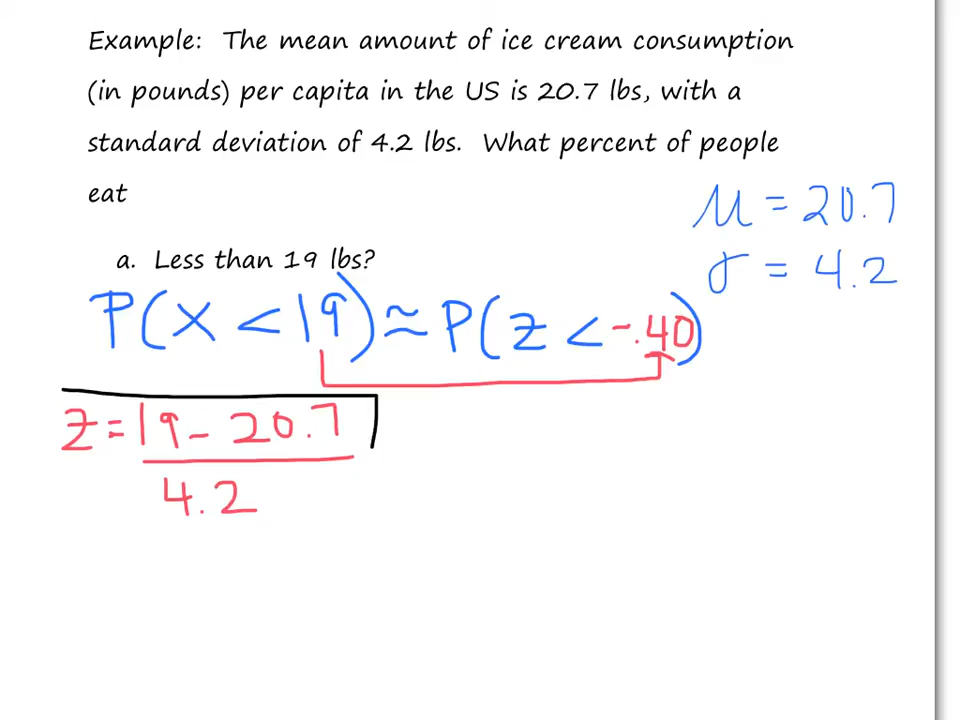 Example: The mean amount of ice cream consumption
(in pounds) per capita in the US is 20.7 lbs, with a
standard deviation of 4.2 lbs. What percent of people
eat
μ = 20.7
a. Less than 19 lbs?
σ = 4.2
P(X < 19) ≈ P(Z < -.40)
Z = 19 - 20.7
4.2